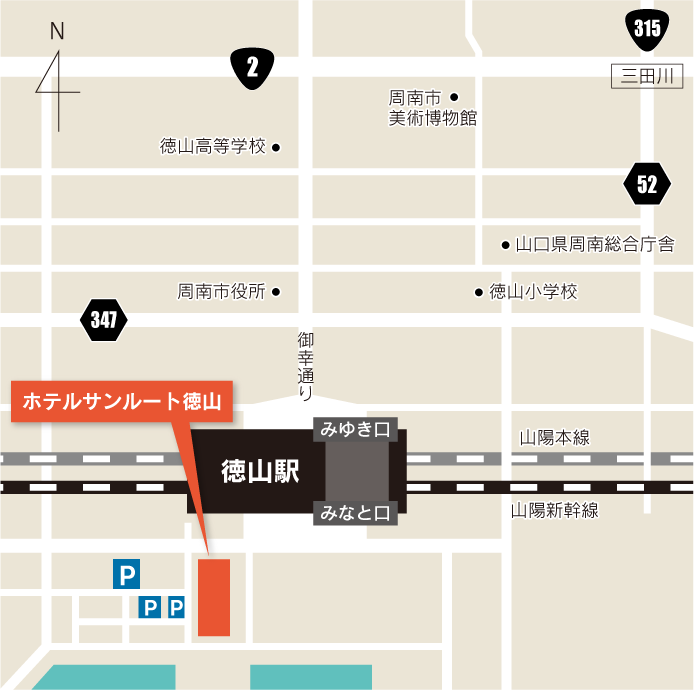 N
2
315
三田川
周南市
美術博物館
徳山高等学校
52
山口県周南総合庁舎
周南市役所
徳山小学校
347
御幸通り
ホテルサンルート徳山
みゆき口
徳山駅
山陽本線
みなと口
山陽新幹線
P
P
P